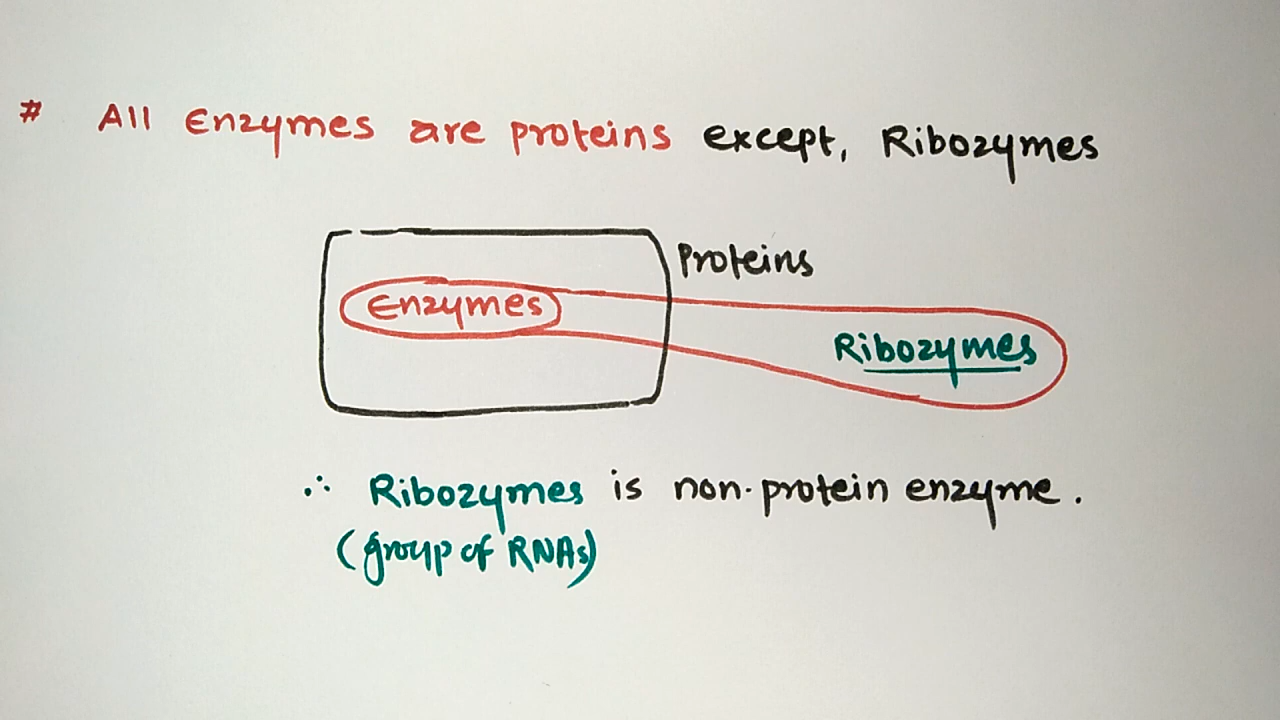 # All Enzymes are proteins except, Ribozymes
Proteins
Enzymes
Ribozymes
∴ Ribozymes is non-protein enzyme.
(group of RNAs)